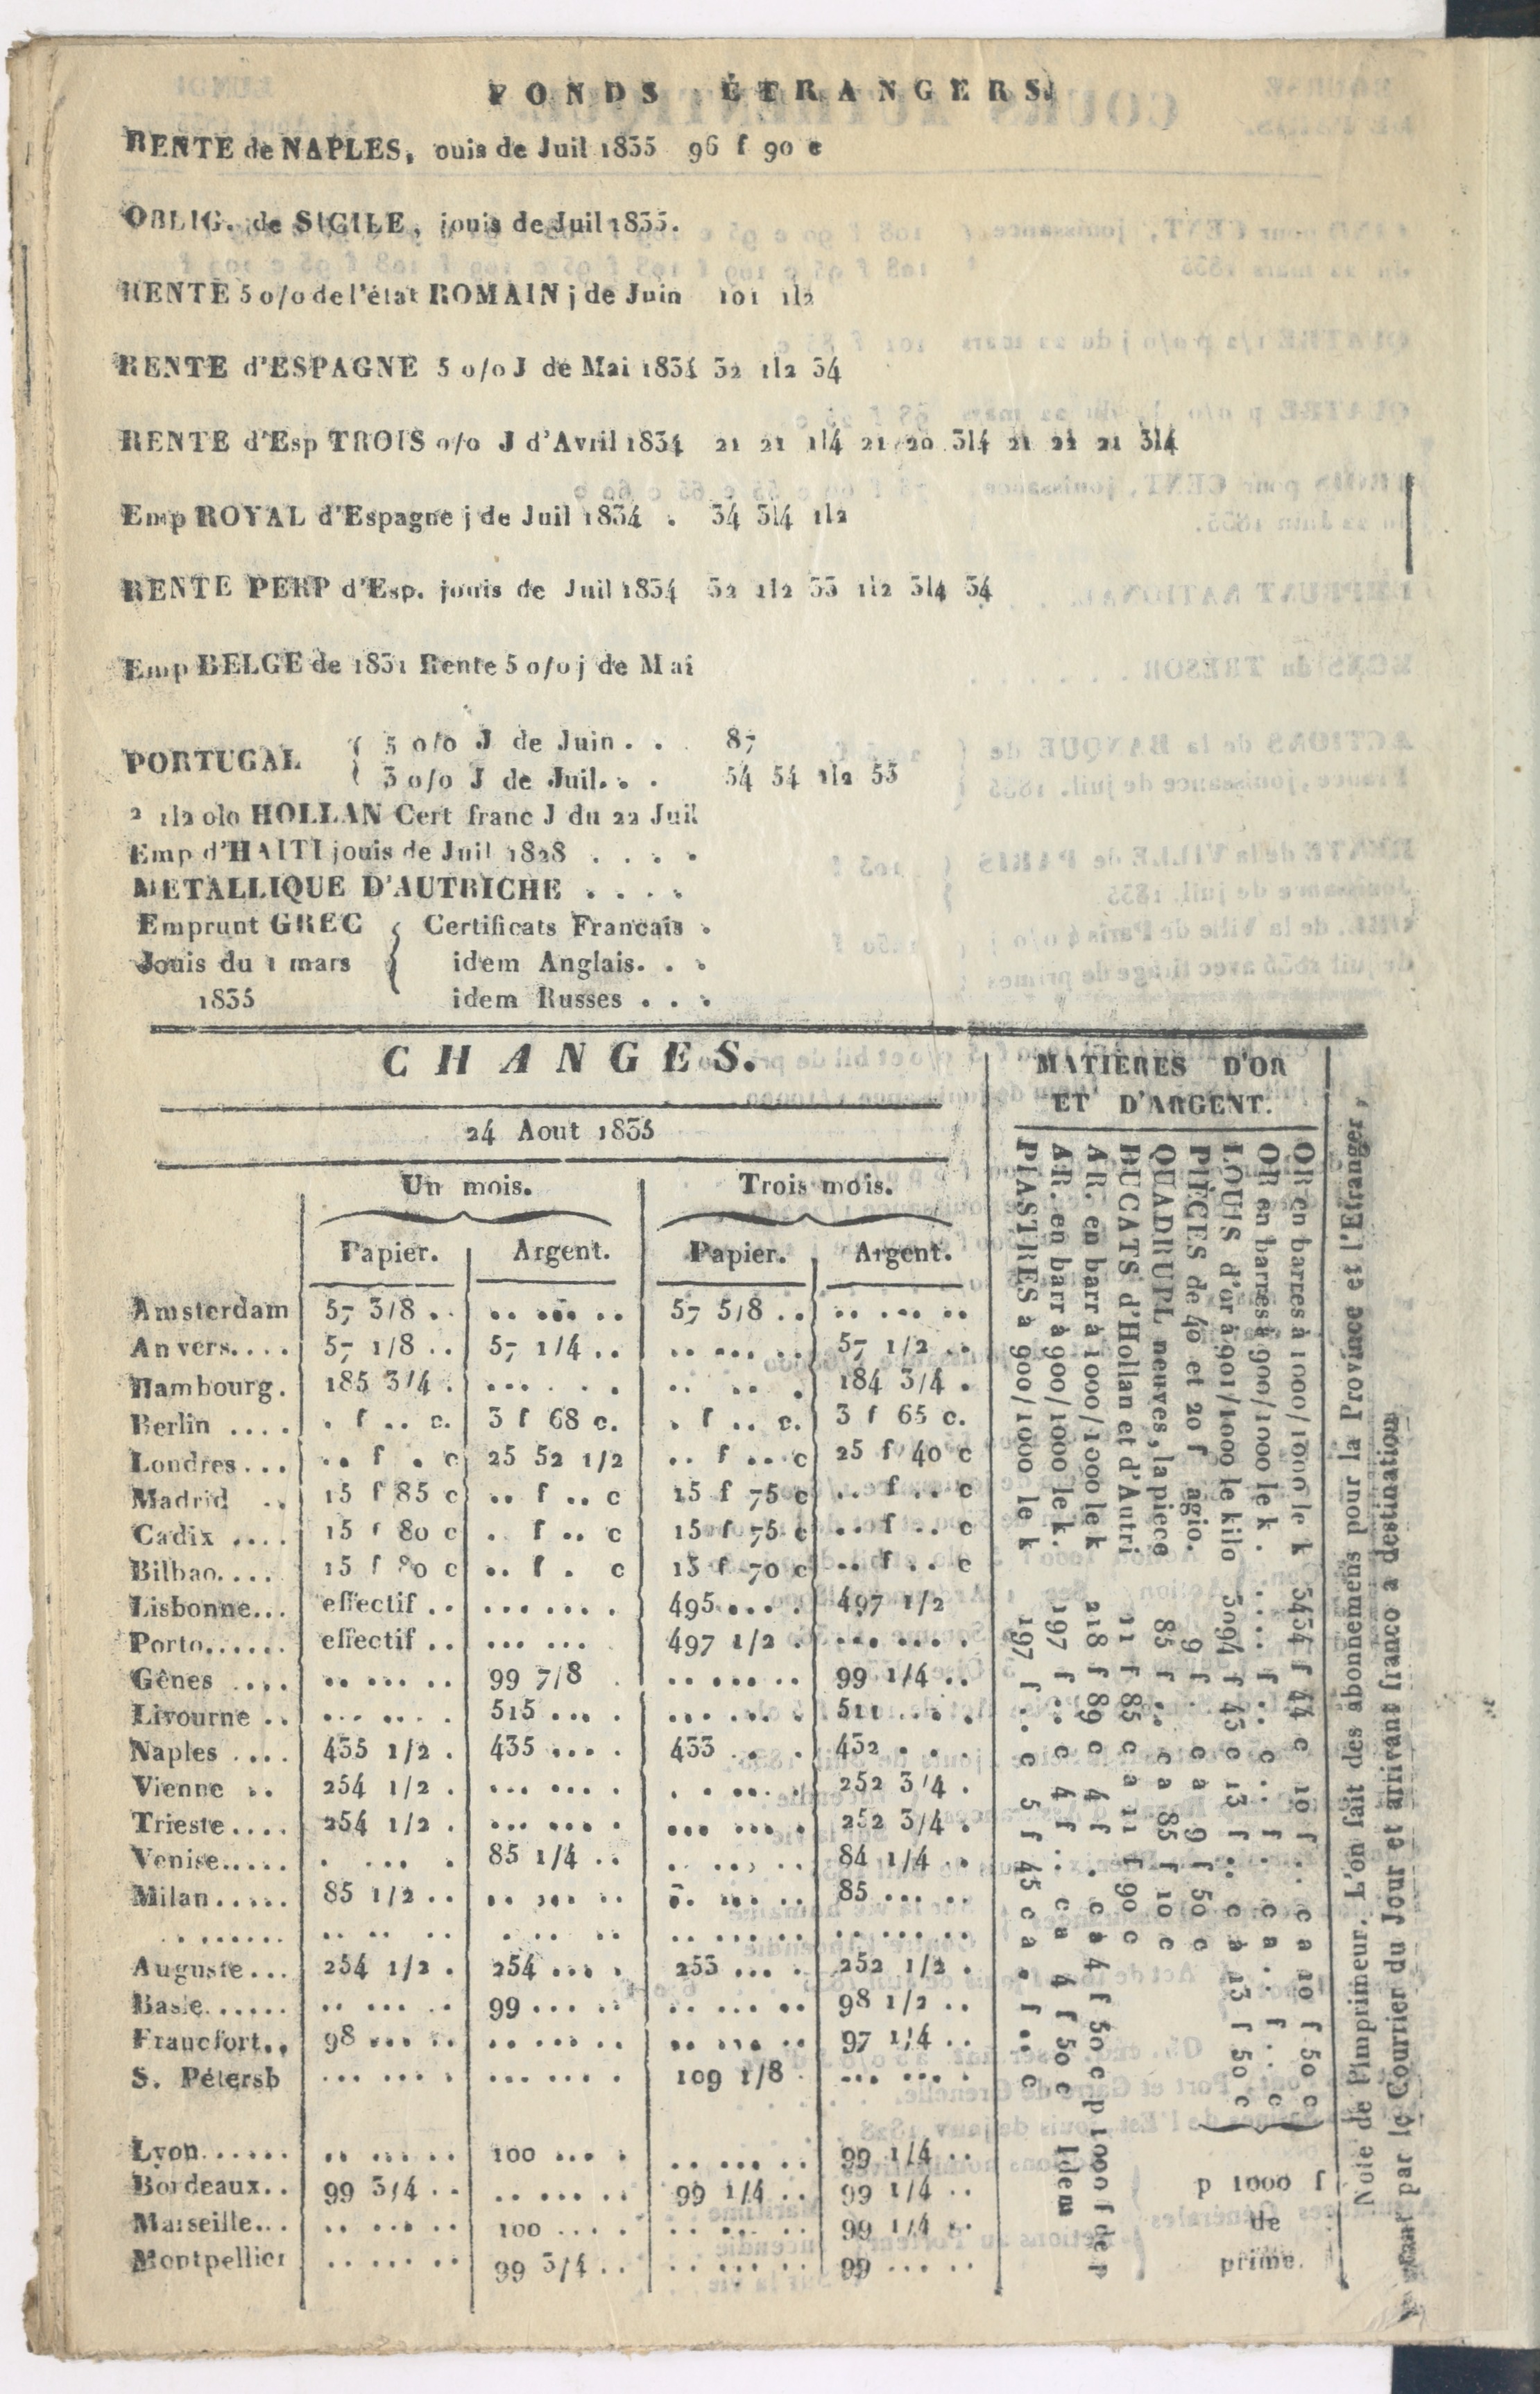 FONDS ÉTRANGERS.
RENTE de NAPLES, ouis de Juil 1835 96 f 90 c
OBLIG. de SICILE, jouis de Juil 1835.
RENTE 5 o/o de l'état ROMAIN j de Juin 101 1l2
RENTE d'ESPAGNE 5 o/o J de Mai 1834 32 1l2 34
RENTE d'Esp TROIS o/o J d'Avril 1834 21 21 1l4 21 20 3l4 21 22 21 3l4
Emp ROYAL d'Espagne j de Juil 1834 . 34 3l4 1l2
RENTE PERP d'Esp. jouis de Juil 1834 32 1l2 33 1l2 3l4 34
Emp BELGE de 1831 Rente 5 o/o j de Mai
PORTUGAL { 5 o/o J de Juin . . 87
3 o/o J de Juil. . . 54 54 1l2 53
2 1l2 olo HOLLAN Cert franc J du 22 Juil
Emp d'HAITI jouis de Juil 1828 . . . .
METALLIQUE D'AUTRICHE . . . .
Emprunt GREC { Certificats Francais .
Jouis du 1 mars idem Anglais. . .
1835 idem Russes . . .
CHANGES.
24 Aout 1835
Un mois. Trois mois.
Papier. Argent. Papier. Argent.
Amsterdam 57 3/8 .. .. ... .. 57 5/8 .. .. ... ..
Anvers.... 57 1/8 .. 57 1/4 .. .. ... .. 57 1/2 ..
Hambourg. 185 3/4 . ... . . . .. .. . 184 3/4 .
Berlin .... . f .. c. 3 f 68 c. . f .. c. 3 f 65 c.
Londres... .. f . c 25 52 1/2 .. f .. c 25 f 40 c
Madrid .. 15 f 85 c .. f .. c 15 f 75 c .. f .. c
Cadix .... 15 f 80 c . f .. c 15 f 75 c .. f .. c
Bilbao.... 15 f 80 c .. f . c 15 f 70 c .. f .. c
Lisbonne... effectif .. ... ... . 495 ... . 497 1/2
Porto...... effectif .. ... ... 497 1/2 . ... ... .
Gênes .... .. ... .. 99 7/8 . .. ... .. 99 1/4 ..
Livourne .. ... ... . 515 ... . ... ... . 511 ... .
Naples .... 435 1/2 . 435 ... . 433 .. . 432 . . .
Vienne .. 254 1/2 . ... ... . . . ... . 252 3/4 .
Trieste.... 254 1/2 . ... ... . ... ... . 252 3/4 .
Venise..... . ... . 85 1/4 .. . ... .. 84 1/4 ..
Milan..... 85 1/2 .. .. ... .. .. ... .. 85 ... ..
. ...... .. .. .. . .. .. .. ... .. .. ... ..
Auguste... 254 1/2 . 254 ... . 253 ... . 252 1/2 .
Basle...... .. ... .. 99 ... .. .. ... .. 98 1/2 ..
Francfort.. 98 ... .. .. ... .. .. ... .. 97 1/4 ..
S. Pétersb ... ... . ... ... . 109 1/8 . ... ... .
Lyon...... .. ... .. 100 ... . .. ... .. 99 1/4 ..
Bordeaux.. 99 3/4 .. .. ... .. 99 1/4 .. 99 1/4 ..
Marseille... .. ... .. 100 ... . .. ... .. 99 1/4 ..
Montpellier .. ... .. 99 3/4 .. .. ... .. 99 ... ..
MATIÈRES D'OR
ET D'ARGENT.
OR en barres à 1000/1000 le k 3434 f 44 c 10 f .. c a 10 f 50 c
OR en barres à 900/1000 le k. .... f .. c .. f . c a .. f .. c
LOUIS d'or à 901/1000 le kilo 3094 f 43 c 13 f .. c à 13 f 50 c
PIÈCES de 40 et 20 f agio. 9 f . c a 9 f 50 c
QUADRUPL neuves, la piece 85 f .. c a 85 f 10 c
DUCATS d'Hollan et d'Autri 11 f 85 c a 11 f 90 c
AR. en barr à 1000/1000 le k 218 f 89 c 4 f . c à 4 f 50 c p 1000 f de p
AR. en barr à 900/1000 le k. 197 f .. c 4 f .. c a 4 f 50 c Idem
PIASTRES à 900/1000 le k 197 f .. c 5 f 45 c a . f .. c
p 1000 f
de
prime.
Note de l'imprimeur. L'on fait des abonnemens pour la Province et l'Etranger,
partant par le Courrier du Jour et arrivant franco a destination